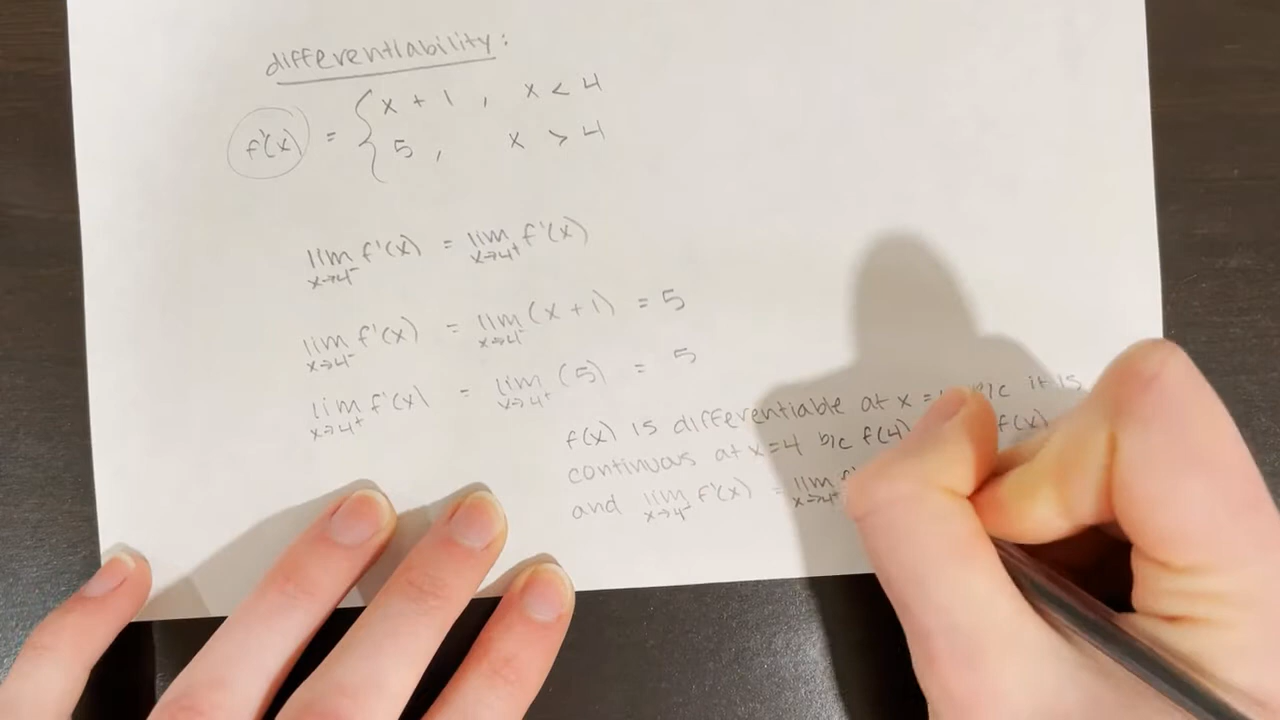 differentiability:
f'(x) = { x + 1 , x < 4
5 , x > 4
lim x→4⁻ f'(x) = lim x→4⁺ f'(x)
lim x→4⁻ f'(x) = lim x→4⁻ (x + 1) = 5
lim x→4⁺ f'(x) = lim x→4⁺ (5) = 5
f(x) is differentiable at x = b/c it is
continuous at x=4 b/c f(4) f(x)
and lim x→4⁻ f'(x) = lim x→4⁺